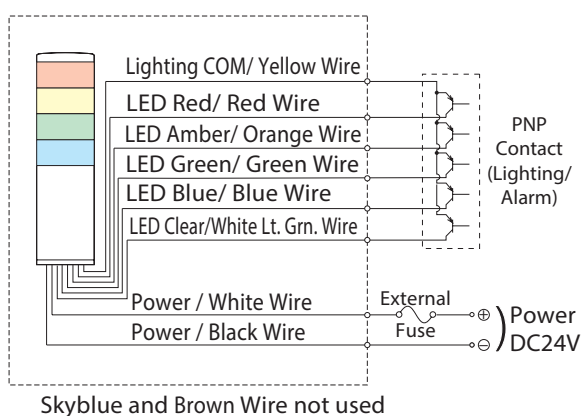 Lighting COM/ Yellow Wire
LED Red/ Red Wire
LED Amber/ Orange Wire
LED Green/ Green Wire
LED Blue/ Blue Wire
LED Clear/White Lt. Grn. Wire
PNP
Contact
(Lighting/
Alarm)
Power / White Wire
External
Fuse
⊕
Power / Black Wire
⊖
Power
DC24V
Skyblue and Brown Wire not used